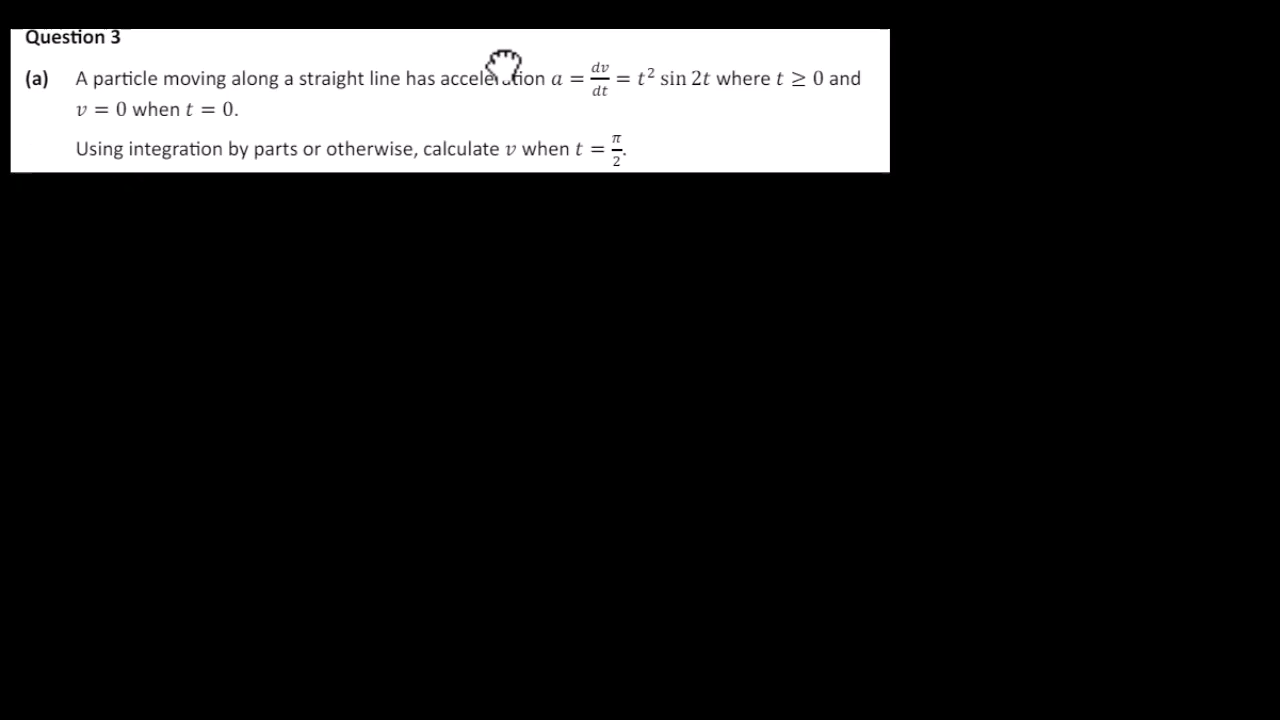 Question 3
(a) A particle moving along a straight line has acceleration a = dv/dt = t² sin 2t where t ≥ 0 and
v = 0 when t = 0.
Using integration by parts or otherwise, calculate v when t = π/2.